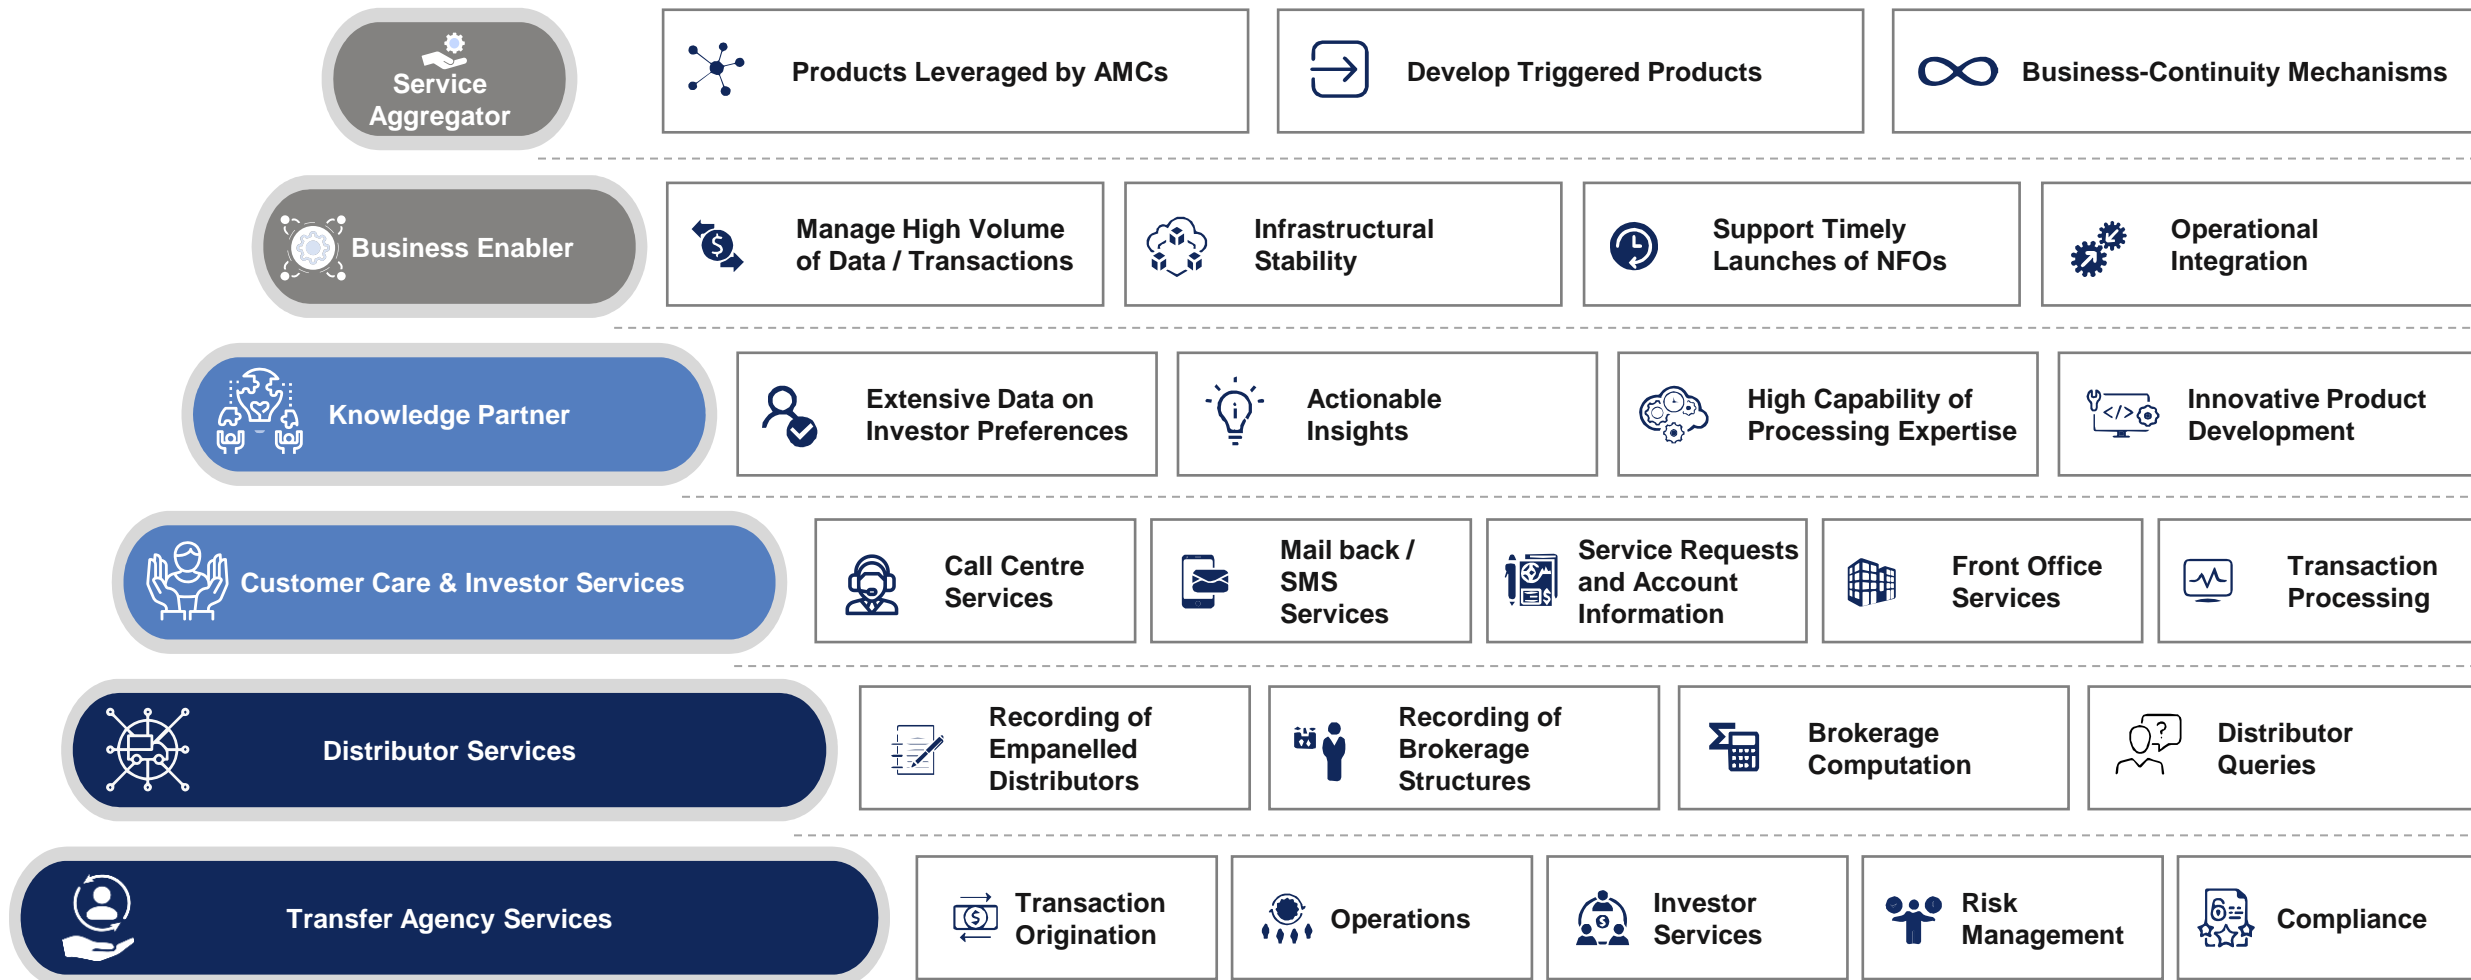 Service
Aggregator
Products Leveraged by AMCs
Develop Triggered Products
Business-Continuity Mechanisms
Business Enabler
Manage High Volume
of Data / Transactions
Infrastructural
Stability
Support Timely
Launches of NFOs
Operational
Integration
Knowledge Partner
Extensive Data on
Investor Preferences
Actionable
Insights
High Capability of
Processing Expertise
Innovative Product
Development
Customer Care & Investor Services
Call Centre
Services
Mail back /
SMS
Services
Service Requests
and Account
Information
Front Office
Services
Transaction
Processing
Distributor Services
Recording of
Empanelled
Distributors
Recording of
Brokerage
Structures
Brokerage
Computation
Distributor
Queries
Transfer Agency Services
Transaction
Origination
Operations
Investor
Services
Risk
Management
Compliance